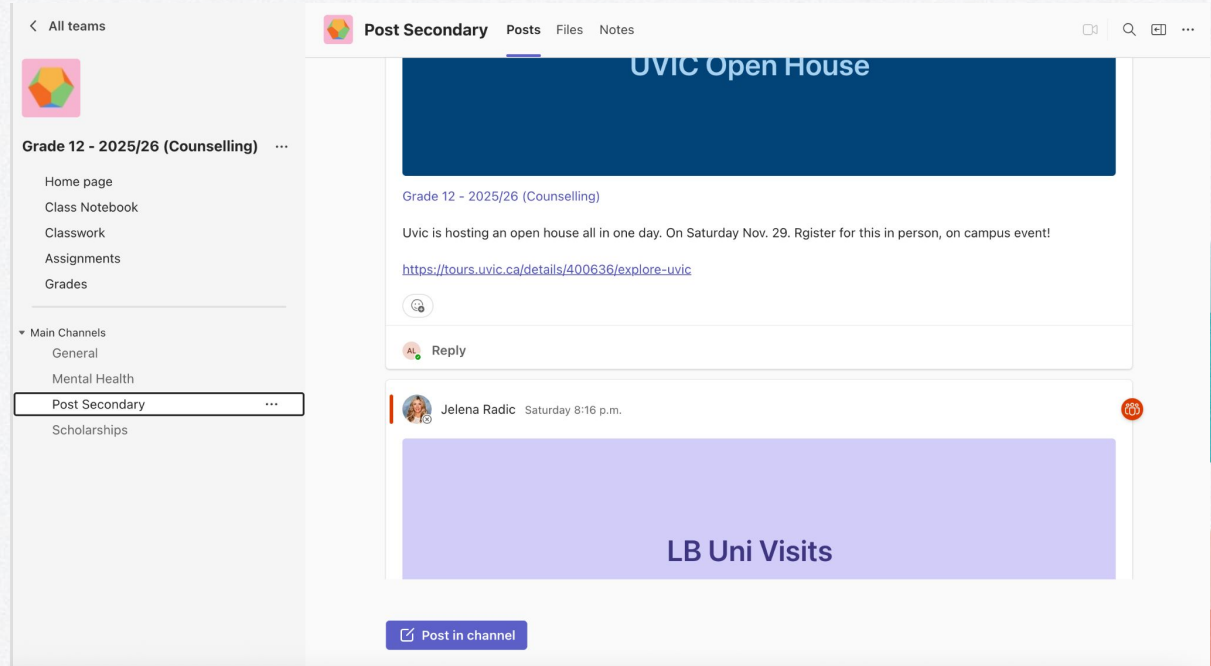 All teams
Grade 12 - 2025/26 (Counselling)
Home page
Class Notebook
Classwork
Assignments
Grades
Main Channels
General
Mental Health
Post Secondary
Scholarships
Post Secondary Posts Files Notes
UVIC Open House
Grade 12 - 2025/26 (Counselling)
Uvic is hosting an open house all in one day. On Saturday Nov. 29. Rgister for this in person, on campus event!
https://tours.uvic.ca/details/400636/explore-uvic
AL Reply
Jelena Radic Saturday 8:16 p.m.
LB Uni Visits
Post in channel